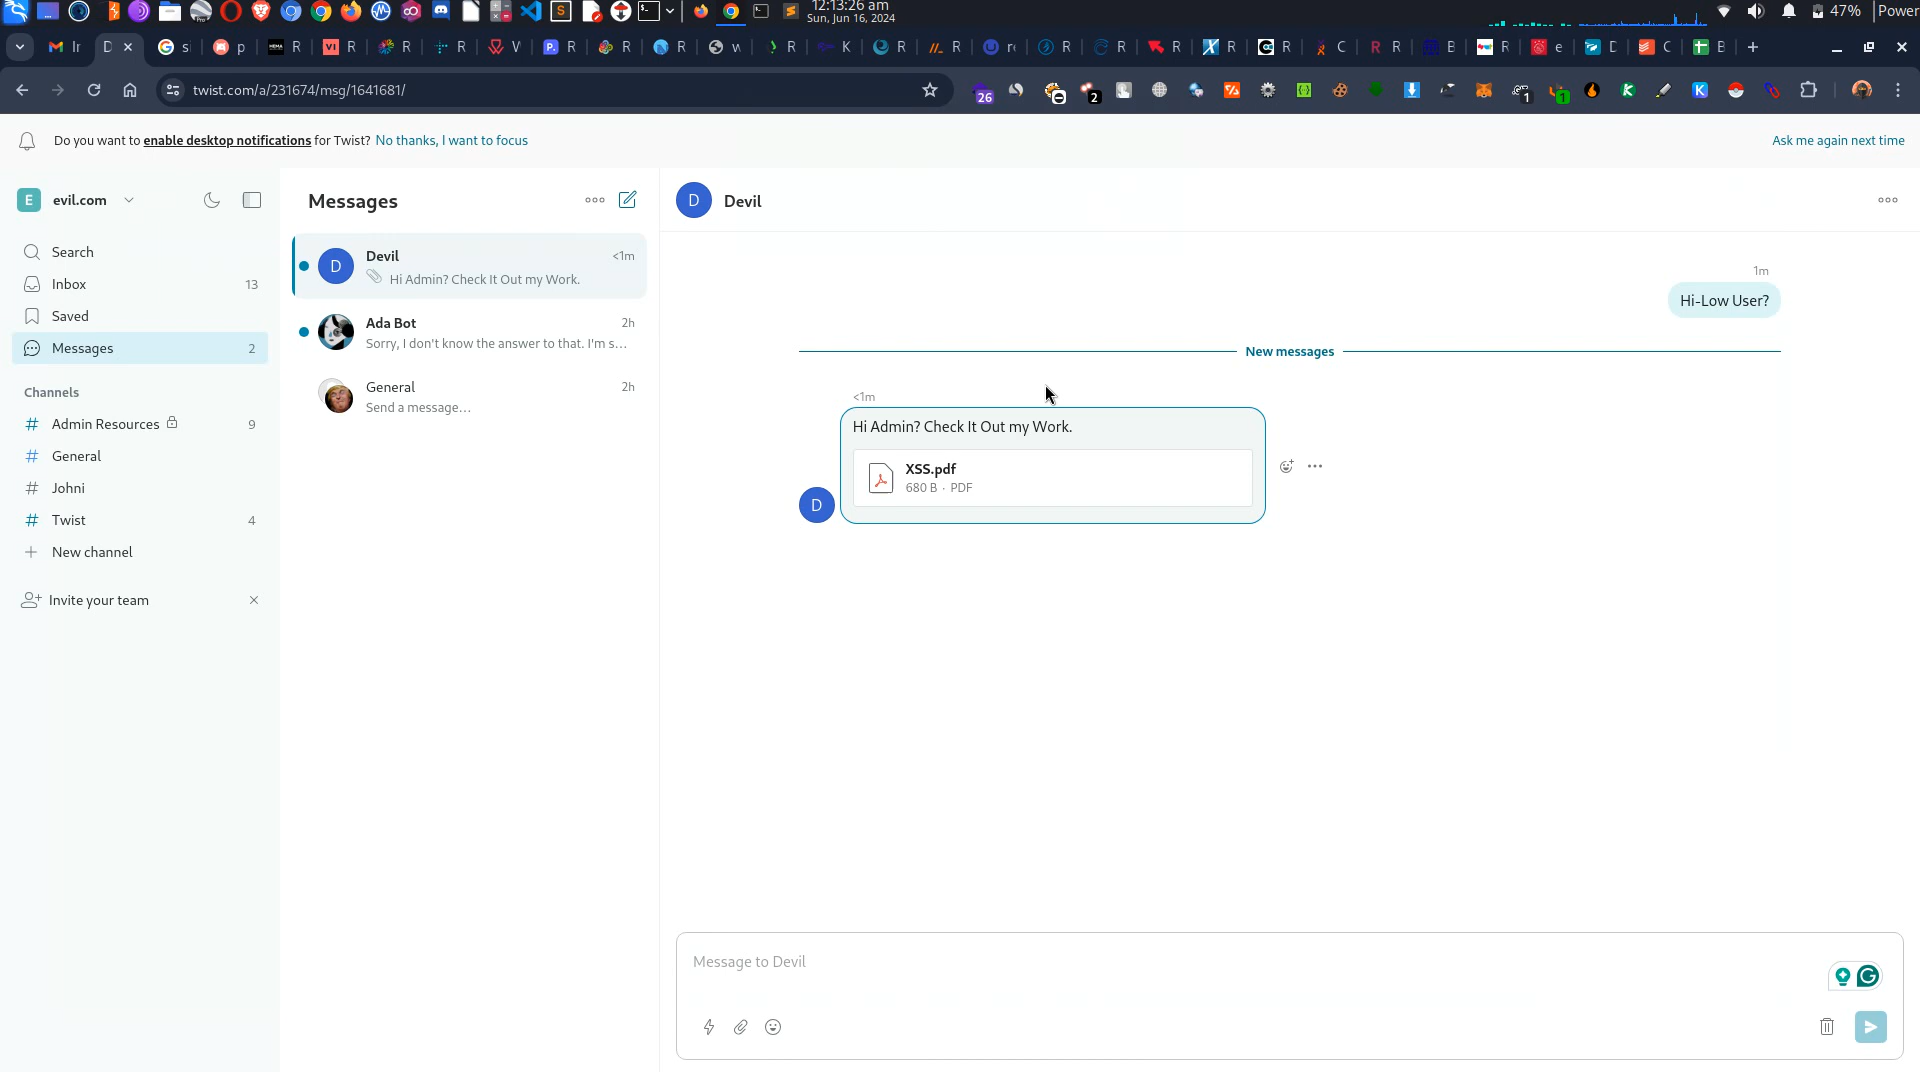 12:13:26 am
Sun, Jun 16, 2024
47%
Power
twist.com/a/231674/msg/1641681/
26
2
1
1
Do you want to enable desktop notifications for Twist? No thanks, I want to focus
Ask me again next time
E evil.com
Search
Inbox 13
Saved
Messages 2
Channels
# Admin Resources 9
# General
# Johni
# Twist 4
+ New channel
Invite your team
Messages
D
Devil <1m
Hi Admin? Check It Out my Work.
Ada Bot 2h
Sorry, I don't know the answer to that. I'm s...
General 2h
Send a message…
D Devil
1m
Hi-Low User?
New messages
<1m
Hi Admin? Check It Out my Work.
XSS.pdf
680 B · PDF
D
Message to Devil